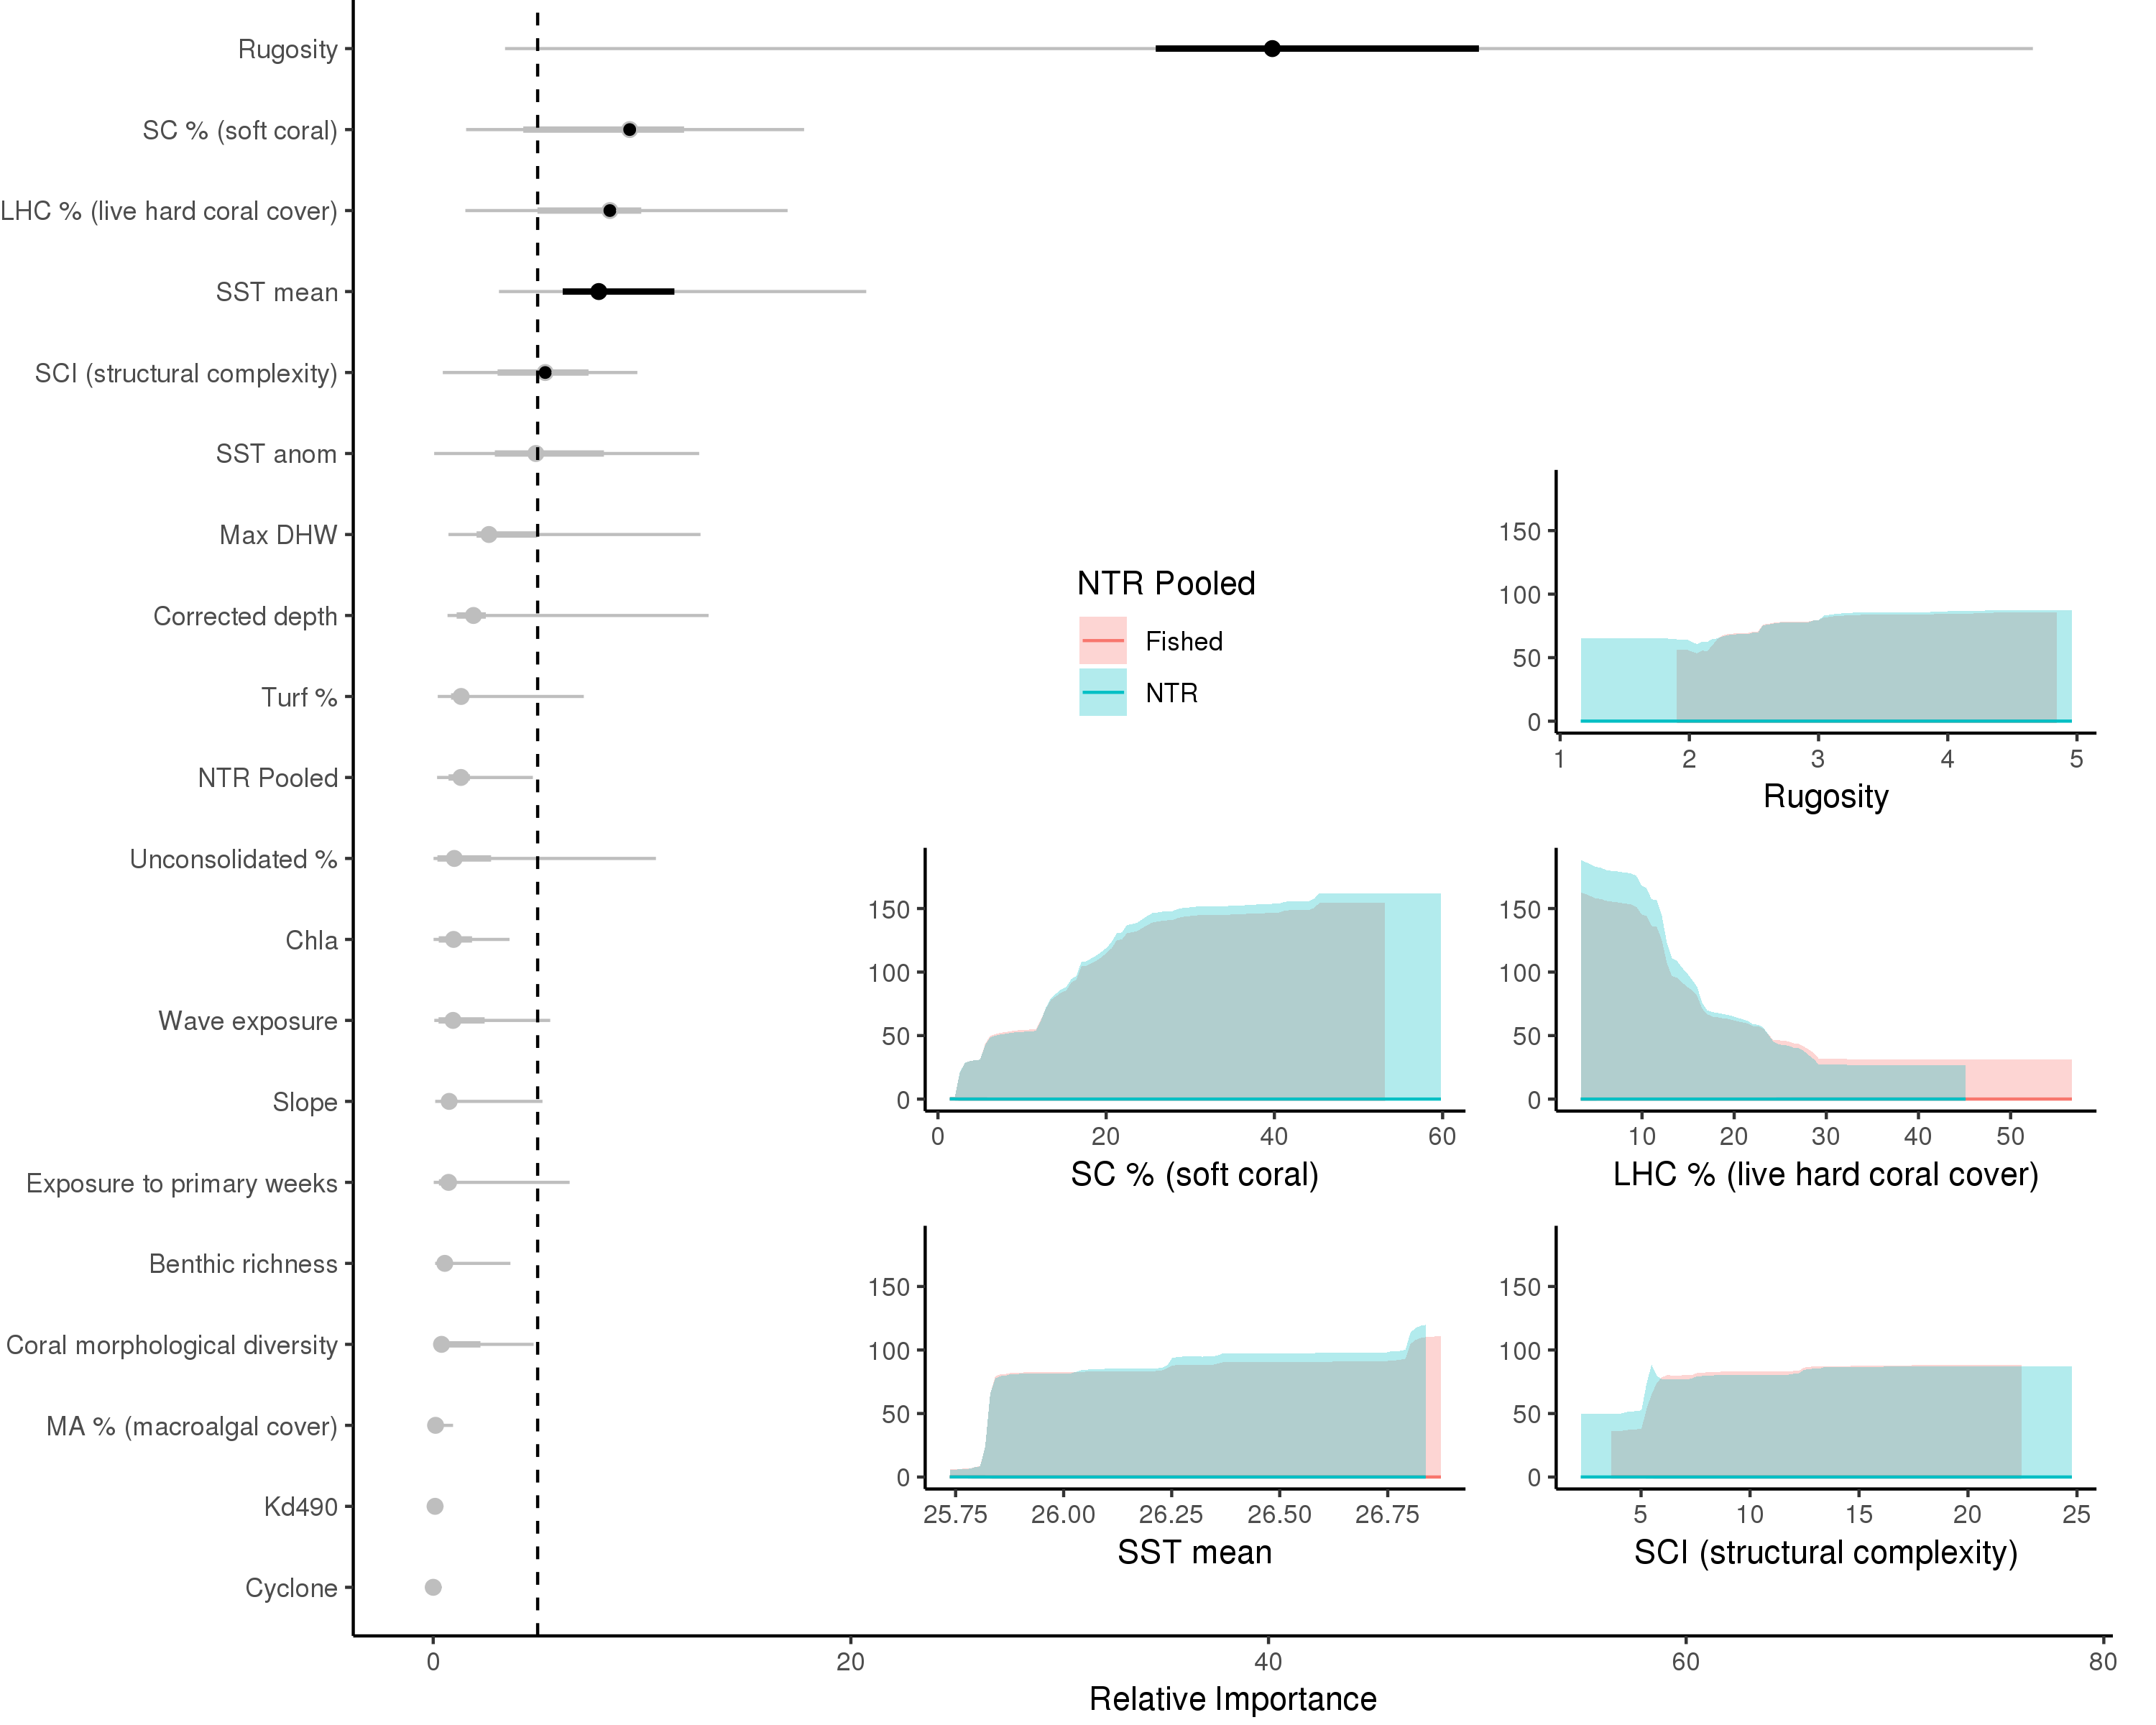 Rugosity
SC % (soft coral)
LHC % (live hard coral cover)
SST mean
SCI (structural complexity)
SST anom
Max DHW
Corrected depth
Turf %
NTR Pooled
Unconsolidated %
Chla
Wave exposure
Slope
Exposure to primary weeks
Benthic richness
Coral morphological diversity
MA % (macroalgal cover)
Kd490
Cyclone
0 20 40 60 80
Relative Importance
NTR Pooled
Fished
NTR
150
100
50
0
1 2 3 4 5
Rugosity
150
100
50
0
0 20 40 60
SC % (soft coral)
150
100
50
0
10 20 30 40 50
LHC % (live hard coral cover)
150
100
50
0
25.75 26.00 26.25 26.50 26.75
SST mean
150
100
50
0
5 10 15 20 25
SCI (structural complexity)